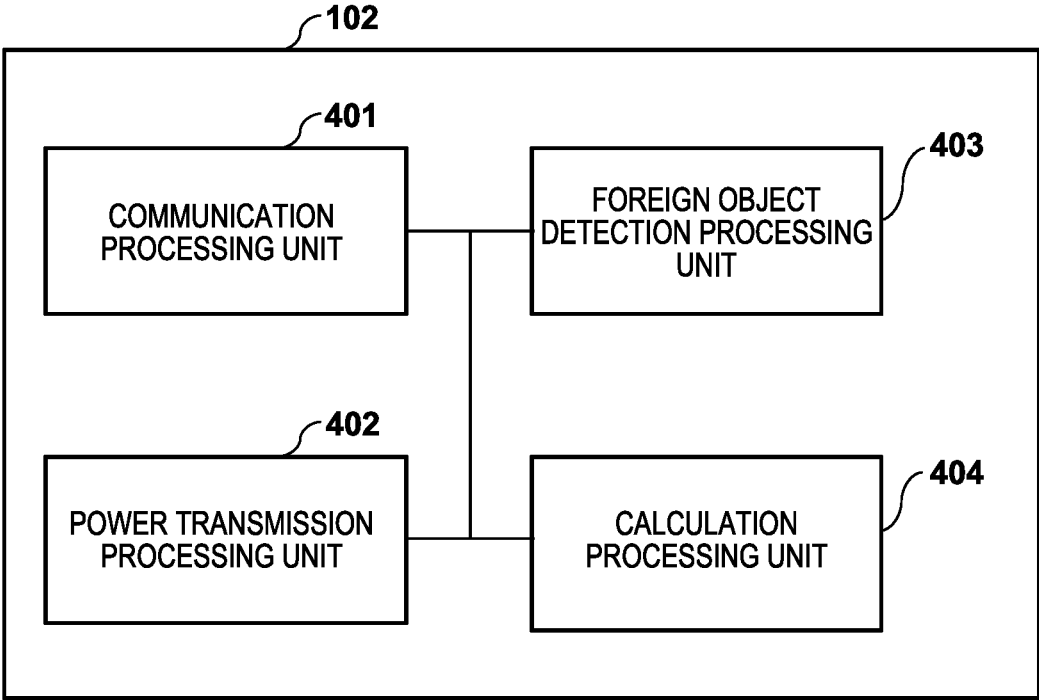 102
401
COMMUNICATION
PROCESSING UNIT
403
FOREIGN OBJECT
DETECTION PROCESSING
UNIT
402
POWER TRANSMISSION
PROCESSING UNIT
404
CALCULATION
PROCESSING UNIT